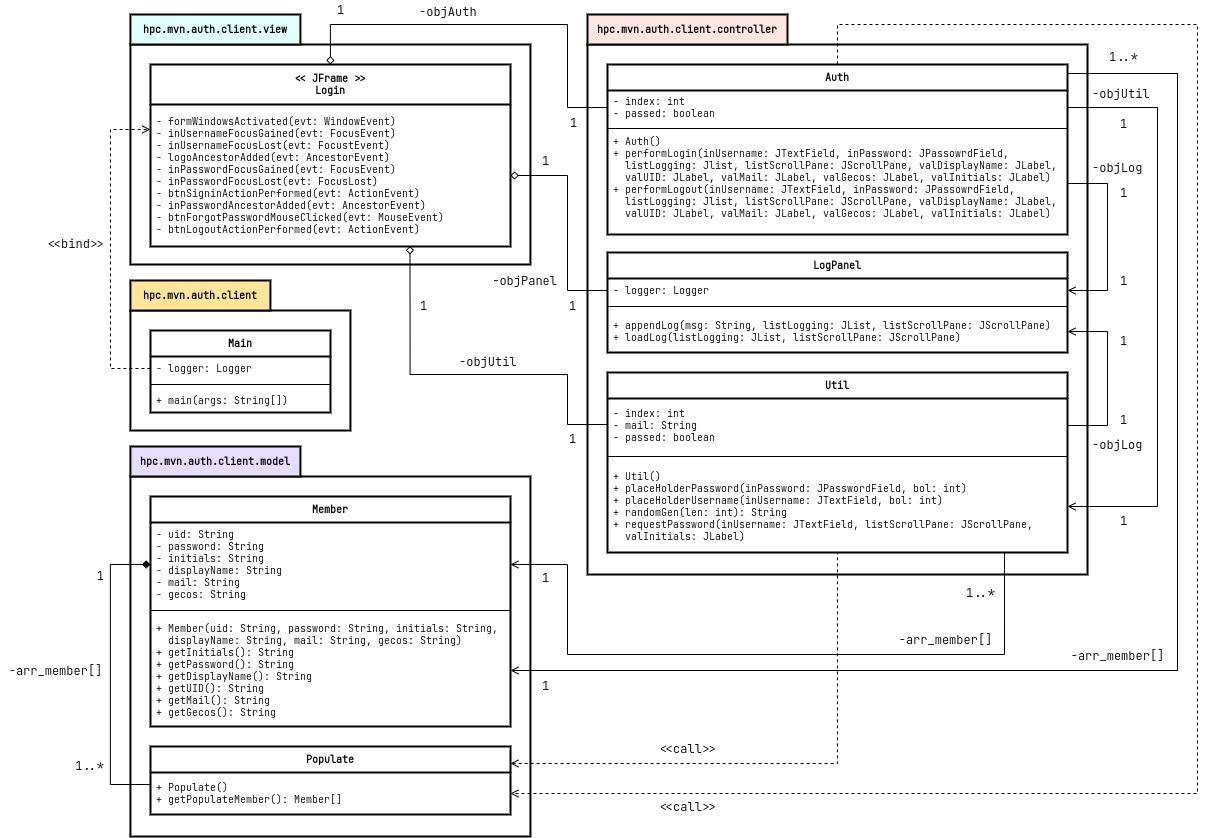 hpc.mvn.auth.client.view
<< JFrame >>
Login
- formWindowsActivated(evt: WindowEvent)
- inUsernameFocusGained(evt: FocusEvent)
- inUsernameFocusLost(evt: FocustEvent)
- logoAncestorAdded(evt: AncestorEvent)
- inPasswordFocusGained(evt: FocusEvent)
- inPasswordFocusLost(evt: FocusLost)
- btnSigninActionPerformed(evt: ActionEvent)
- inPasswordAncestorAdded(evt: AncestorEvent)
- btnForgotPasswordMouseClicked(evt: MouseEvent)
- btnLogoutActionPerformed(evt: ActionEvent)
1
-objAuth
1
1
-objPanel
1
1
-objUtil
1
<<bind>>
hpc.mvn.auth.client
Main
- logger: Logger
+ main(args: String[])
hpc.mvn.auth.client.controller
Auth
- index: int
- passed: boolean
+ Auth()
+ performLogin(inUsername: JTextField, inPassword: JPassowrdField,
listLogging: Jlist, listScrollPane: JScrollPane, valDisplayName: JLabel,
valUID: JLabel, valMail: JLabel, valGecos: JLabel, valInitials: JLabel)
+ performLogout(inUsername: JTextField, inPassword: JPassowrdField,
listLogging: Jlist, listScrollPane: JScrollPane, valDisplayName: JLabel,
valUID: JLabel, valMail: JLabel, valGecos: JLabel, valInitials: JLabel)
LogPanel
- logger: Logger
+ appendLog(msg: String, listLogging: JList, listScrollPane: JScrollPane)
+ loadLog(listLogging: JList, listScrollPane: JScrollPane)
Util
- index: int
- mail: String
- passed: boolean
+ Util()
+ placeHolderPassword(inPassword: JPasswordField, bol: int)
+ placeHolderUsername(inUsername: JTextField, bol: int)
+ randomGen(len: int): String
+ requestPassword(inUsername: JTextField, listScrollPane: JScrollPane,
valInitials: JLabel)
1..*
-objUtil
1
-objLog
1
1
1
1
-objLog
1
hpc.mvn.auth.client.model
Member
- uid: String
- password: String
- initials: String
- displayName: String
- mail: String
- gecos: String
+ Member(uid: String, password: String, initials: String,
displayName: String, mail: String, gecos: String)
+ getInitials(): String
+ getPassword(): String
+ getDisplayName(): String
+ getUID(): String
+ getMail(): String
+ getGecos(): String
Populate
+ Populate()
+ getPopulateMember(): Member[]
1
-arr_member[]
1..*
1
1..*
-arr_member[]
-arr_member[]
1
<<call>>
<<call>>